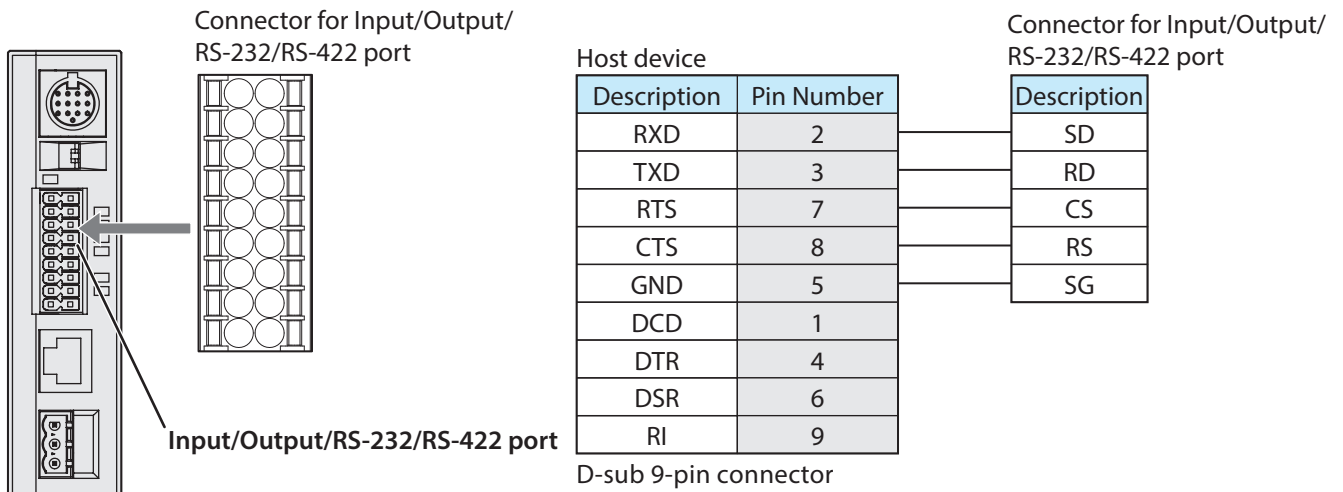 Connector for Input/Output/
RS-232/RS-422 port
Input/Output/RS-232/RS-422 port
Host device
Description Pin Number
RXD 2
TXD 3
RTS 7
CTS 8
GND 5
DCD 1
DTR 4
DSR 6
RI 9
D-sub 9-pin connector
Connector for Input/Output/
RS-232/RS-422 port
Description
SD
RD
CS
RS
SG